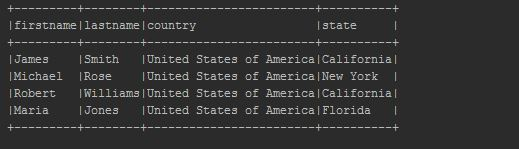 +---------+--------+------------------------+----------+
|firstname|lastname|country                 |state     |
+---------+--------+------------------------+----------+
|James    |Smith   |United States of America|California|
|Michael  |Rose    |United States of America|New York  |
|Robert   |Williams|United States of America|California|
|Maria    |Jones   |United States of America|Florida   |
+---------+--------+------------------------+----------+